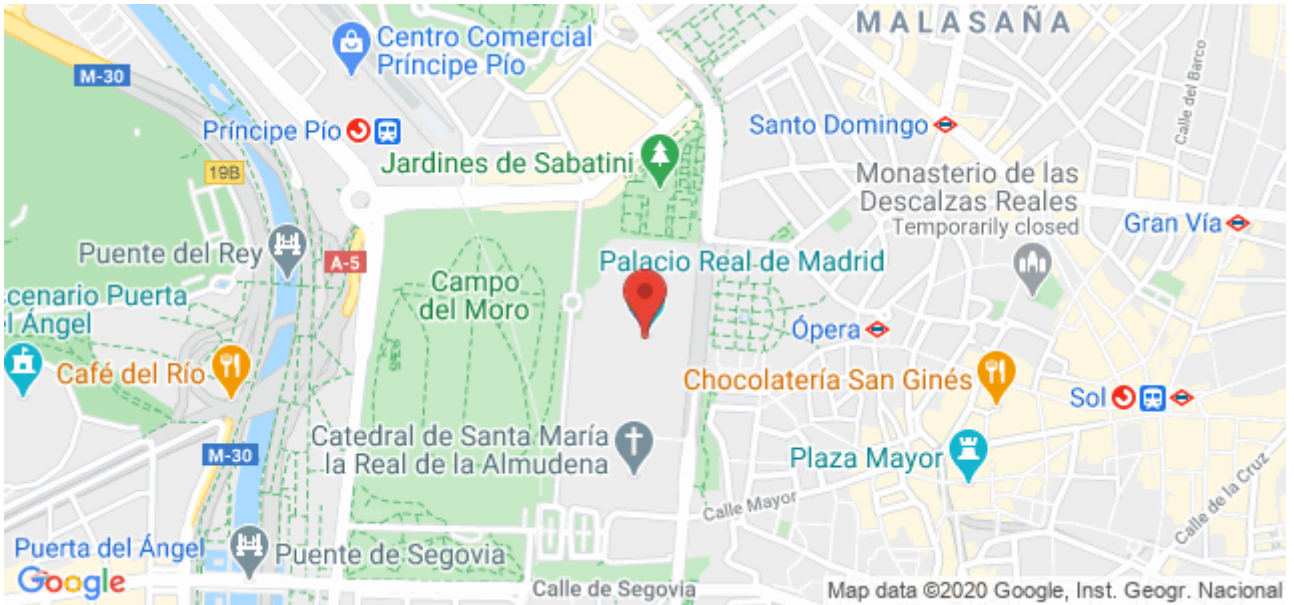 MALASAÑA
Centro Comercial
Príncipe Pío
M-30
Calle del Barco
Príncipe Pío
Santo Domingo
Jardines de Sabatini
19B
Monasterio de las
Descalzas Reales
Temporarily closed
Gran Vía
Puente del Rey
A-5
Palacio Real de Madrid
Campo
del Moro
cenario Puerta
l Ángel
Ópera
Café del Río
Chocolatería San Ginés
Sol
Catedral de Santa María
la Real de la Almudena
M-30
Plaza Mayor
Calle Mayor
Calle de la Cruz
Puerta del Ángel
Puente de Segovia
Google
Calle de Segovia
Map data ©2020 Google, Inst. Geogr. Nacional